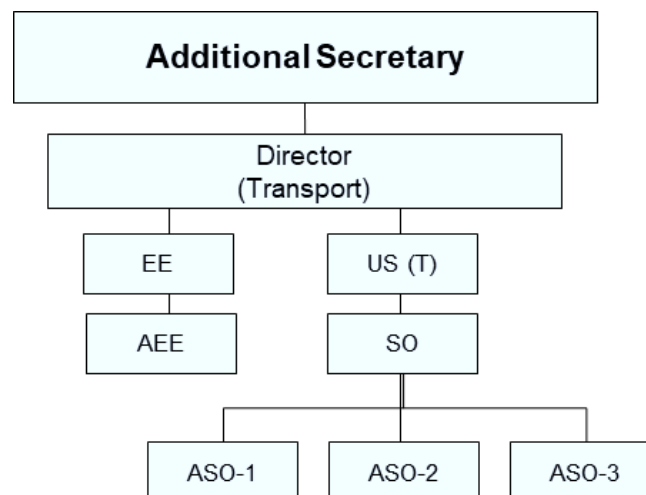 Additional Secretary
Director
(Transport)
EE
US (T)
AEE
SO
ASO-1
ASO-2
ASO-3